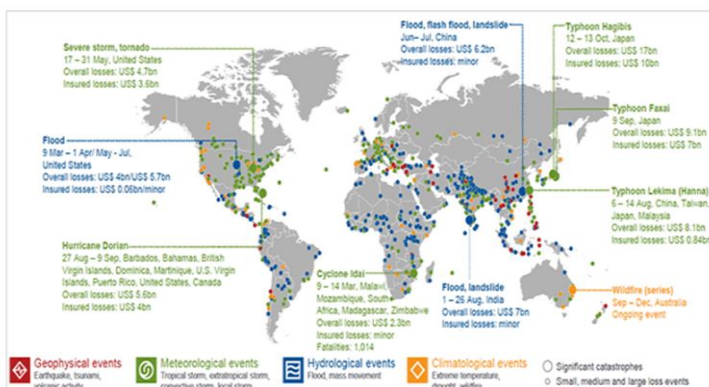 Severe storm, tornado
17 – 31 May, United States
Overall losses: US$ 4.7bn
Insured losses: US$ 3.6bn
Flood
9 Mar – 1 Apr/ May - Jul,
United States
Overall losses: US$ 4bn/US$ 5.7bn
Insured losses: US$ 0.06bn/minor
Hurricane Dorian
27 Aug – 9 Sep, Barbados, Bahamas, British
Virgin Islands, Dominica, Martinique, U.S. Virgin
Islands, Puerto Rico, United States, Canada
Overall losses: US$ 5.6bn
Insured losses: US$ 4bn
Cyclone Idai
9 – 14 Mar, Malawi
Mozambique, South
Africa, Madagascar, Zimbabwe
Overall losses: US$ 2.3bn
Insured losses: minor
Fatalities: 1,014
Flood, flash flood, landslide
Jun– Jul, China
Overall losses: US$ 6.2bn
Insured losses: minor
Flood, landslide
1 – 26 Aug, India
Overall losses: US$ 7bn
Insured losses: minor
Typhoon Hagibis
12 – 13 Oct, Japan
Overall losses: US$ 17bn
Insured losses: US$ 10bn
Typhoon Faxai
9 Sep, Japan
Overall losses: US$ 9.1bn
Insured losses: US$ 7bn
Typhoon Lekima (Hanna)
6 – 14 Aug, China, Taiwan,
Japan, Malaysia
Overall losses: US$ 8.1bn
Insured losses: US$ 0.84bn
Wildfire (series)
Sep – Dec, Australia
Ongoing event
Geophysical events
Earthquake, tsunami,
volcanic activity
Meteorological events
Tropical storm, extratropical storm,
convective storm, local storm
Hydrological events
Flood, mass movement
Climatological events
Extreme temperature,
drought, wildfire
Significant catastrophes
Small, medium and large loss events